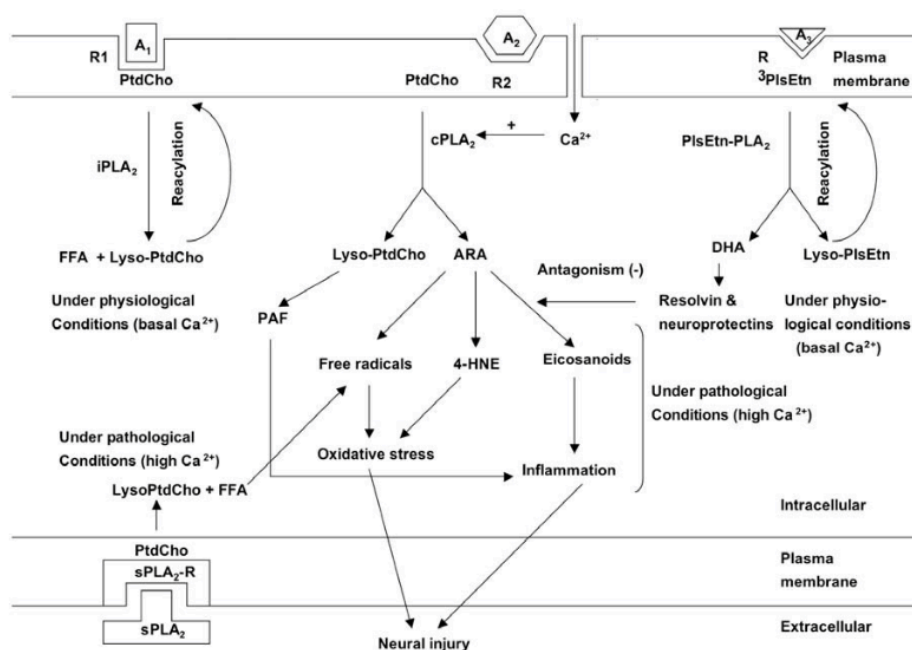 A1
A2
A3
R1
PtdCho
PtdCho
R2
R
3PlsEtn
Plasma
membrane
iPLA2
Reacylation
cPLA2
+
Ca2+
PlsEtn-PLA2
Reacylation
FFA + Lyso-PtdCho
Lyso-PtdCho
ARA
DHA
Lyso-PlsEtn
Antagonism (-)
Under physiological
Conditions (basal Ca2+)
PAF
Resolvin &
neuroprotectins
Under physio-
logical conditions
(basal Ca2+)
Free radicals
4-HNE
Eicosanoids
Under pathological
Conditions (high Ca2+)
Under pathological
Conditions (high Ca2+)
Oxidative stress
Inflammation
LysoPtdCho + FFA
Intracellular
PtdCho
sPLA2-R
Plasma
membrane
sPLA2
Extracellular
Neural injury